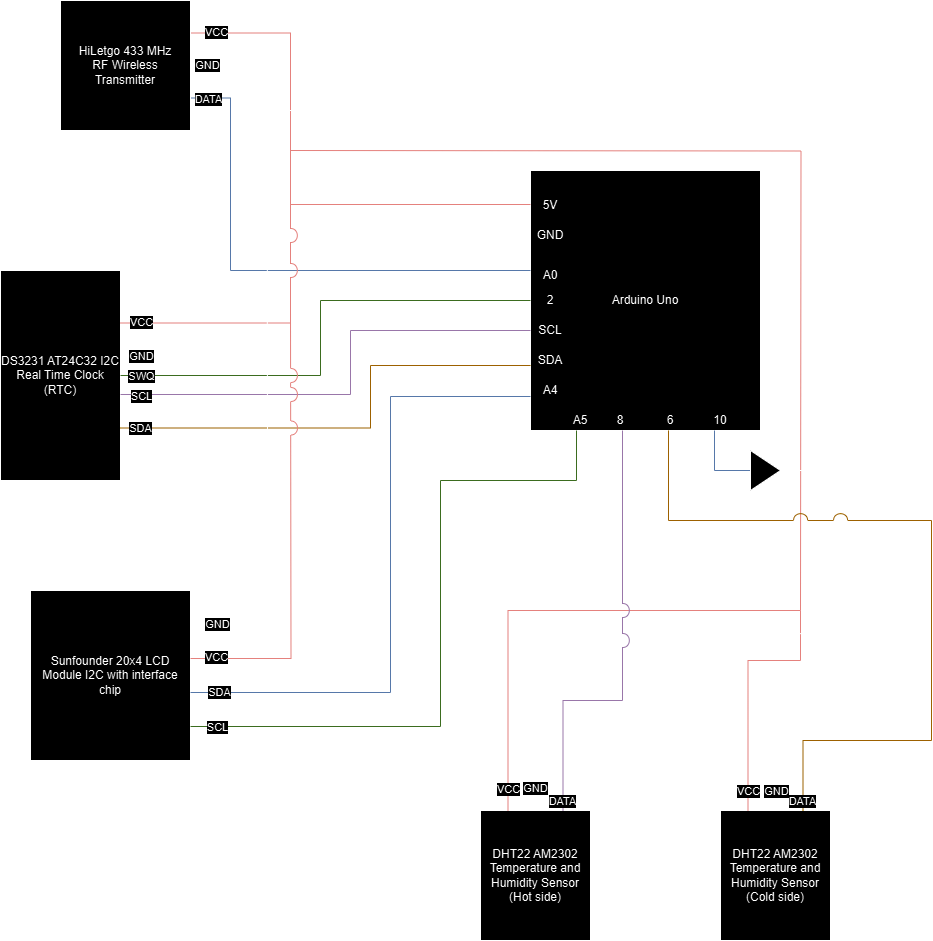 HiLetgo 433 MHz
RF Wireless
Transmitter
VCC
GND
DATA
Arduino Uno
5V
GND
A0
2
SCL
SDA
A4
A5
8
6
10
DS3231 AT24C32 I2C
Real Time Clock
(RTC)
VCC
GND
SWQ
SCL
SDA
Sunfounder 20x4 LCD
Module I2C with interface
chip
GND
VCC
SDA
SCL
VCC
GND
DATA
DHT22 AM2302
Temperature and
Humidity Sensor
(Hot side)
VCC
GND
DATA
DHT22 AM2302
Temperature and
Humidity Sensor
(Cold side)